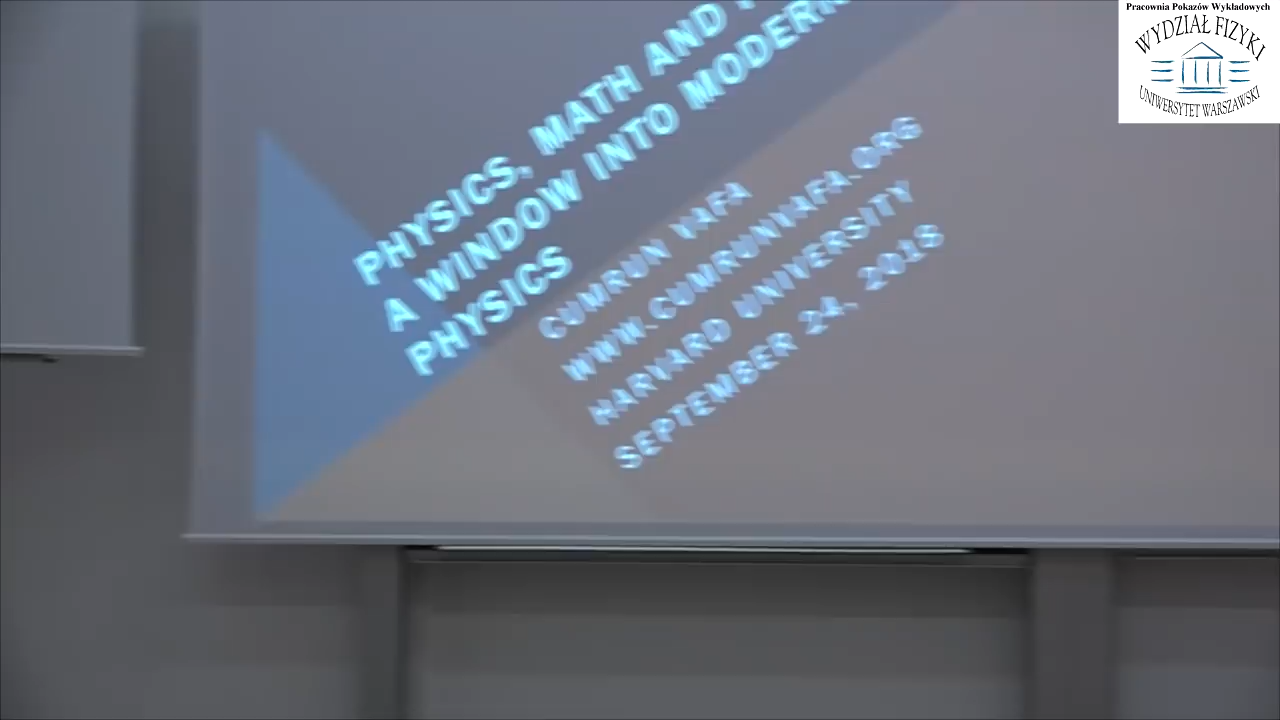 Pracownia Pokazów Wykładowych
WYDZIAŁ FIZYKI
UNIWERSYTET WARSZAWSKI
PHYSICS, MATH AND
A WINDOW INTO MODERN
PHYSICS
CUMRUN VAFA
WWW.CUMRUNVAFA.ORG
HARVARD UNIVERSITY
SEPTEMBER 24, 2018